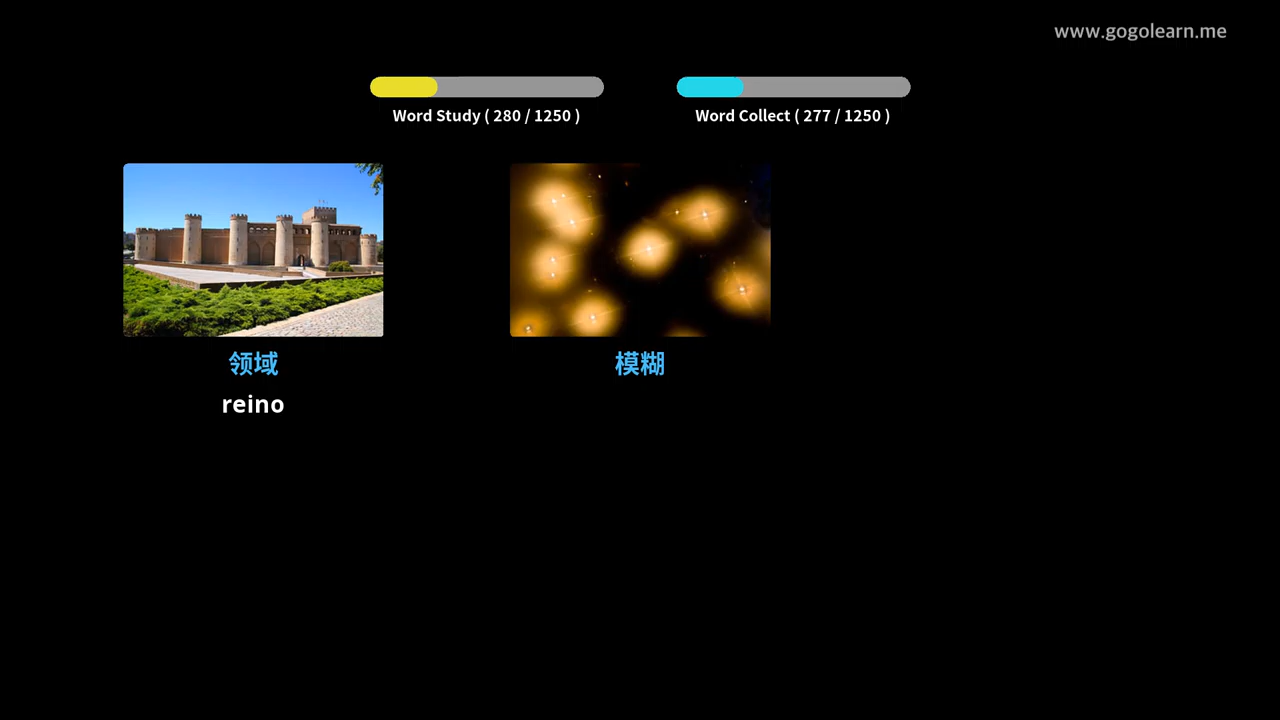 www.gogolearn.me
Word Study ( 280 / 1250 )
Word Collect ( 277 / 1250 )
领域
模糊
reino